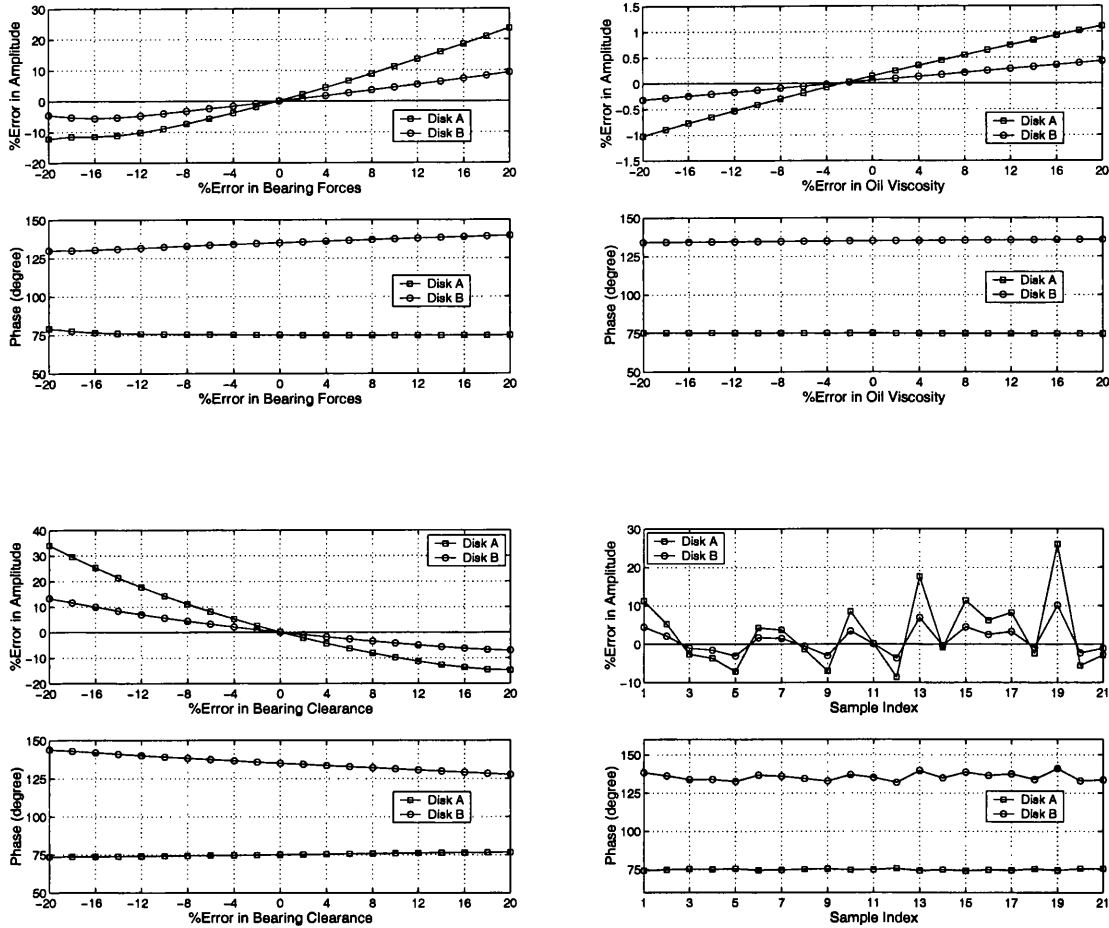 30
20
10
0
−10
−20
%Error in Amplitude
Disk A
Disk B
−20 −16 −12 −8 −4 0 4 8 12 16 20
%Error in Bearing Forces
150
125
100
75
50
Phase (degree)
Disk A
Disk B
−20 −16 −12 −8 −4 0 4 8 12 16 20
%Error in Bearing Forces
1.5
1
0.5
0
−0.5
−1
−1.5
%Error in Amplitude
Disk A
Disk B
−20 −16 −12 −8 −4 0 4 8 12 16 20
%Error in Oil Viscosity
150
125
100
75
50
Phase (degree)
Disk A
Disk B
−20 −16 −12 −8 −4 0 4 8 12 16 20
%Error in Oil Viscosity
40
30
20
10
0
−10
−20
%Error in Amplitude
Disk A
Disk B
−20 −16 −12 −8 −4 0 4 8 12 16 20
%Error in Bearing Clearance
150
125
100
75
50
Phase (degree)
Disk A
Disk B
−20 −16 −12 −8 −4 0 4 8 12 16 20
%Error in Bearing Clearance
30
20
10
0
−10
%Error in Amplitude
Disk A
Disk B
1 3 5 7 9 11 13 15 17 19 21
Sample Index
150
125
100
75
Phase (degree)
Disk A
Disk B
1 3 5 7 9 11 13 15 17 19 21
Sample Index